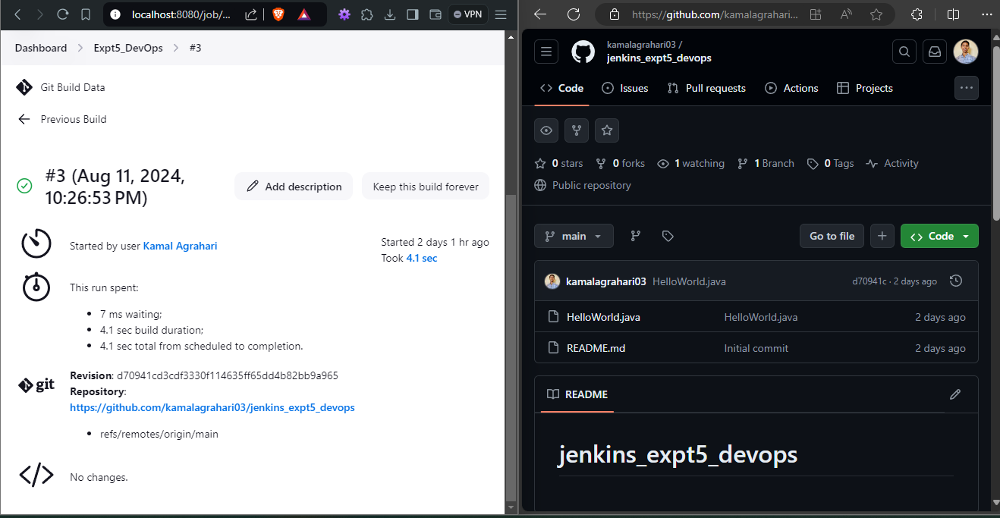 localhost:8080/job/...
VPN
Dashboard
Expt5_DevOps
#3
Git Build Data
Previous Build
#3 (Aug 11, 2024,
10:26:53 PM)
Add description
Keep this build forever
Started by user Kamal Agrahari
Started 2 days 1 hr ago
Took 4.1 sec
This run spent:
7 ms waiting;
4.1 sec build duration;
4.1 sec total from scheduled to completion.
git
Revision: d70941cd3cdf3330f114635ff65dd4b82bb9a965
Repository:
https://github.com/kamalagrahari03/jenkins_expt5_devops
refs/remotes/origin/main
No changes.
https://github.com/kamalagrahari...
kamalagrahari03 /
jenkins_expt5_devops
Code
Issues
Pull requests
Actions
Projects
0 stars
0 forks
1 watching
1 Branch
0 Tags
Activity
Public repository
main
Go to file
Code
kamalagrahari03 HelloWorld.java
d70941c · 2 days ago
HelloWorld.java
HelloWorld.java
2 days ago
README.md
Initial commit
2 days ago
README
jenkins_expt5_devops